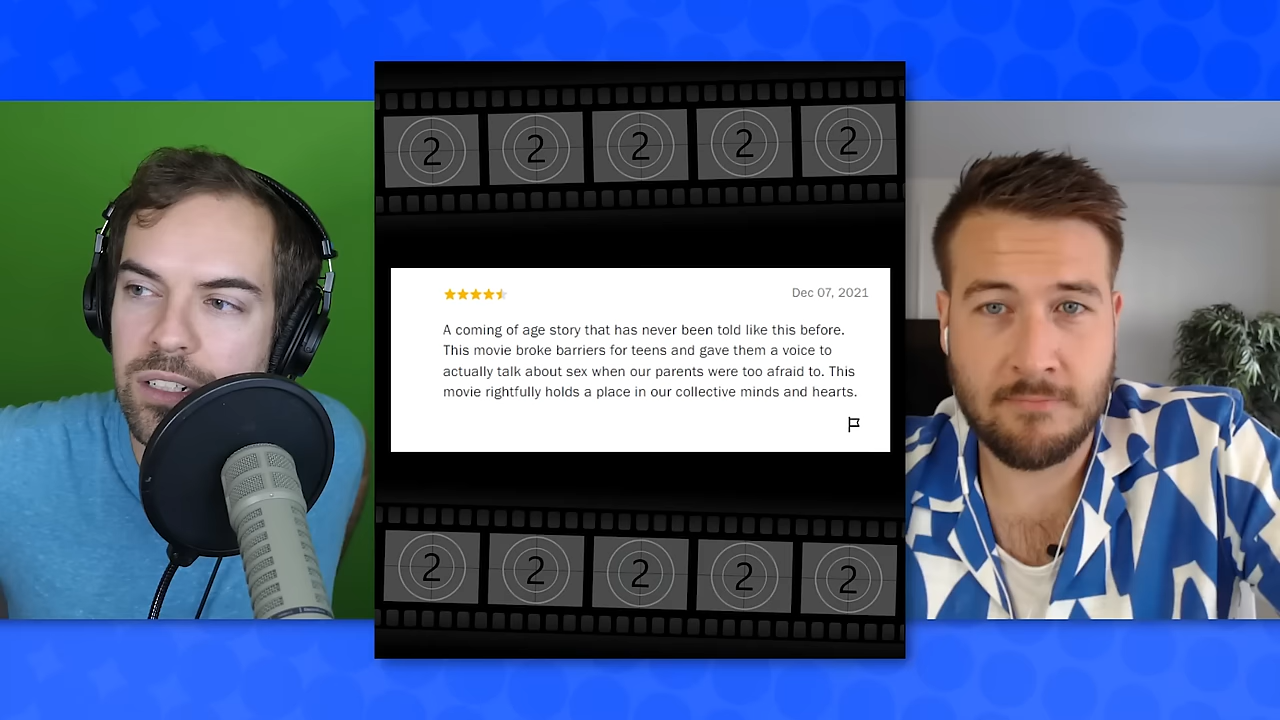 2 2 2 2 2
Dec 07, 2021
A coming of age story that has never been told like this before.
This movie broke barriers for teens and gave them a voice to
actually talk about sex when our parents were too afraid to. This
movie rightfully holds a place in our collective minds and hearts.
2 2 2 2 2